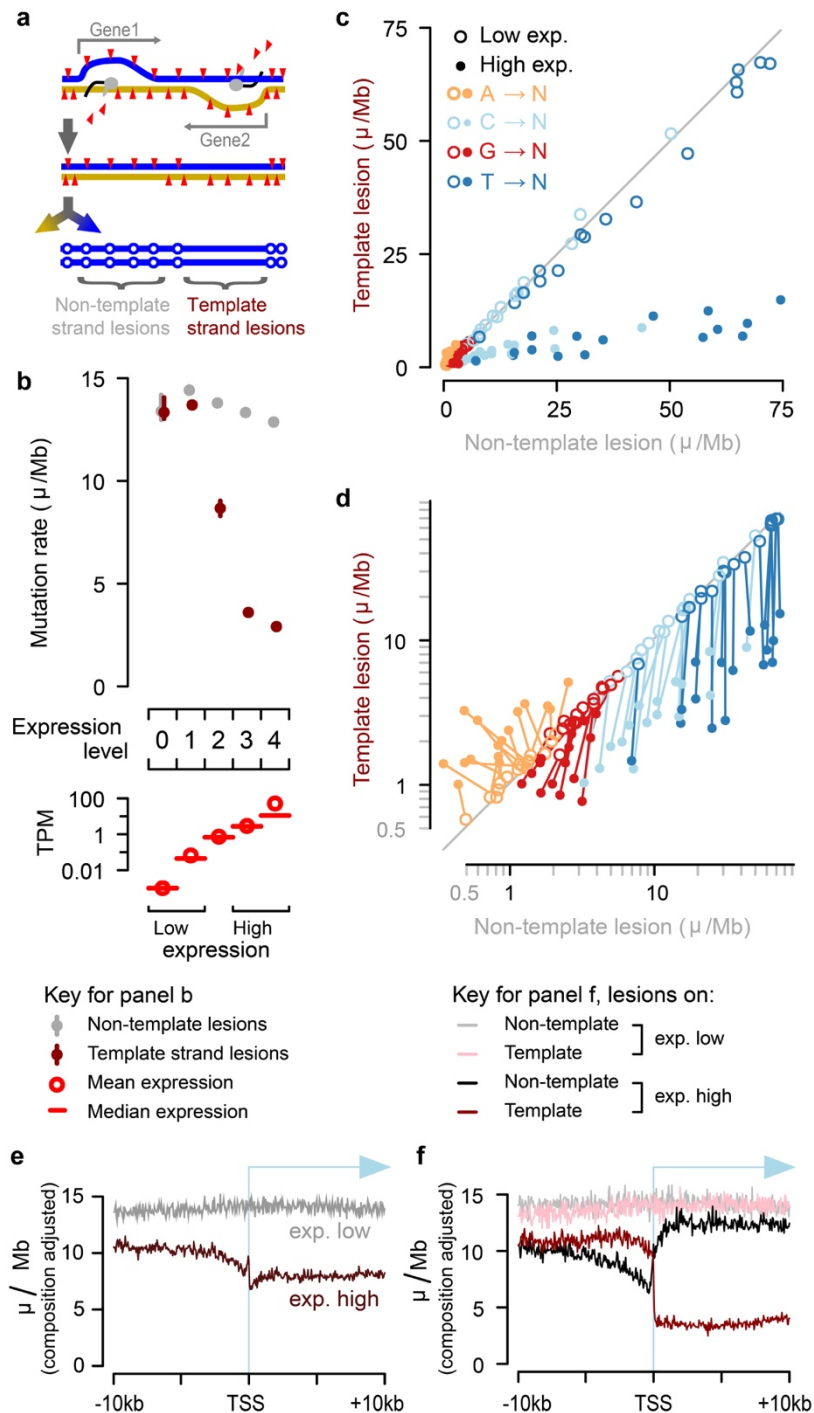 a
Gene1
Gene2
Non-template
strand lesions
Template
strand lesions
b
Mutation rate (μ/Mb)
15
10
5
0
Expression
level
0 1 2 3 4
TPM
100
1
0.01
Low
High
expression
Key for panel b
Non-template lesions
Template strand lesions
Mean expression
Median expression
c
Template lesion (μ/Mb)
75
50
25
0
Low exp.
High exp.
A → N
C → N
G → N
T → N
0 25 50 75
Non-template lesion (μ/Mb)
d
Template lesion (μ/Mb)
10
1
0.5
0.5 1 10
Non-template lesion (μ/Mb)
Key for panel f, lesions on:
Non-template
Template
exp. low
Non-template
Template
exp. high
e
μ / Mb
(composition adjusted)
15
10
5
0
exp. low
exp. high
-10kb TSS +10kb
f
μ / Mb
(composition adjusted)
15
10
5
0
-10kb TSS +10kb